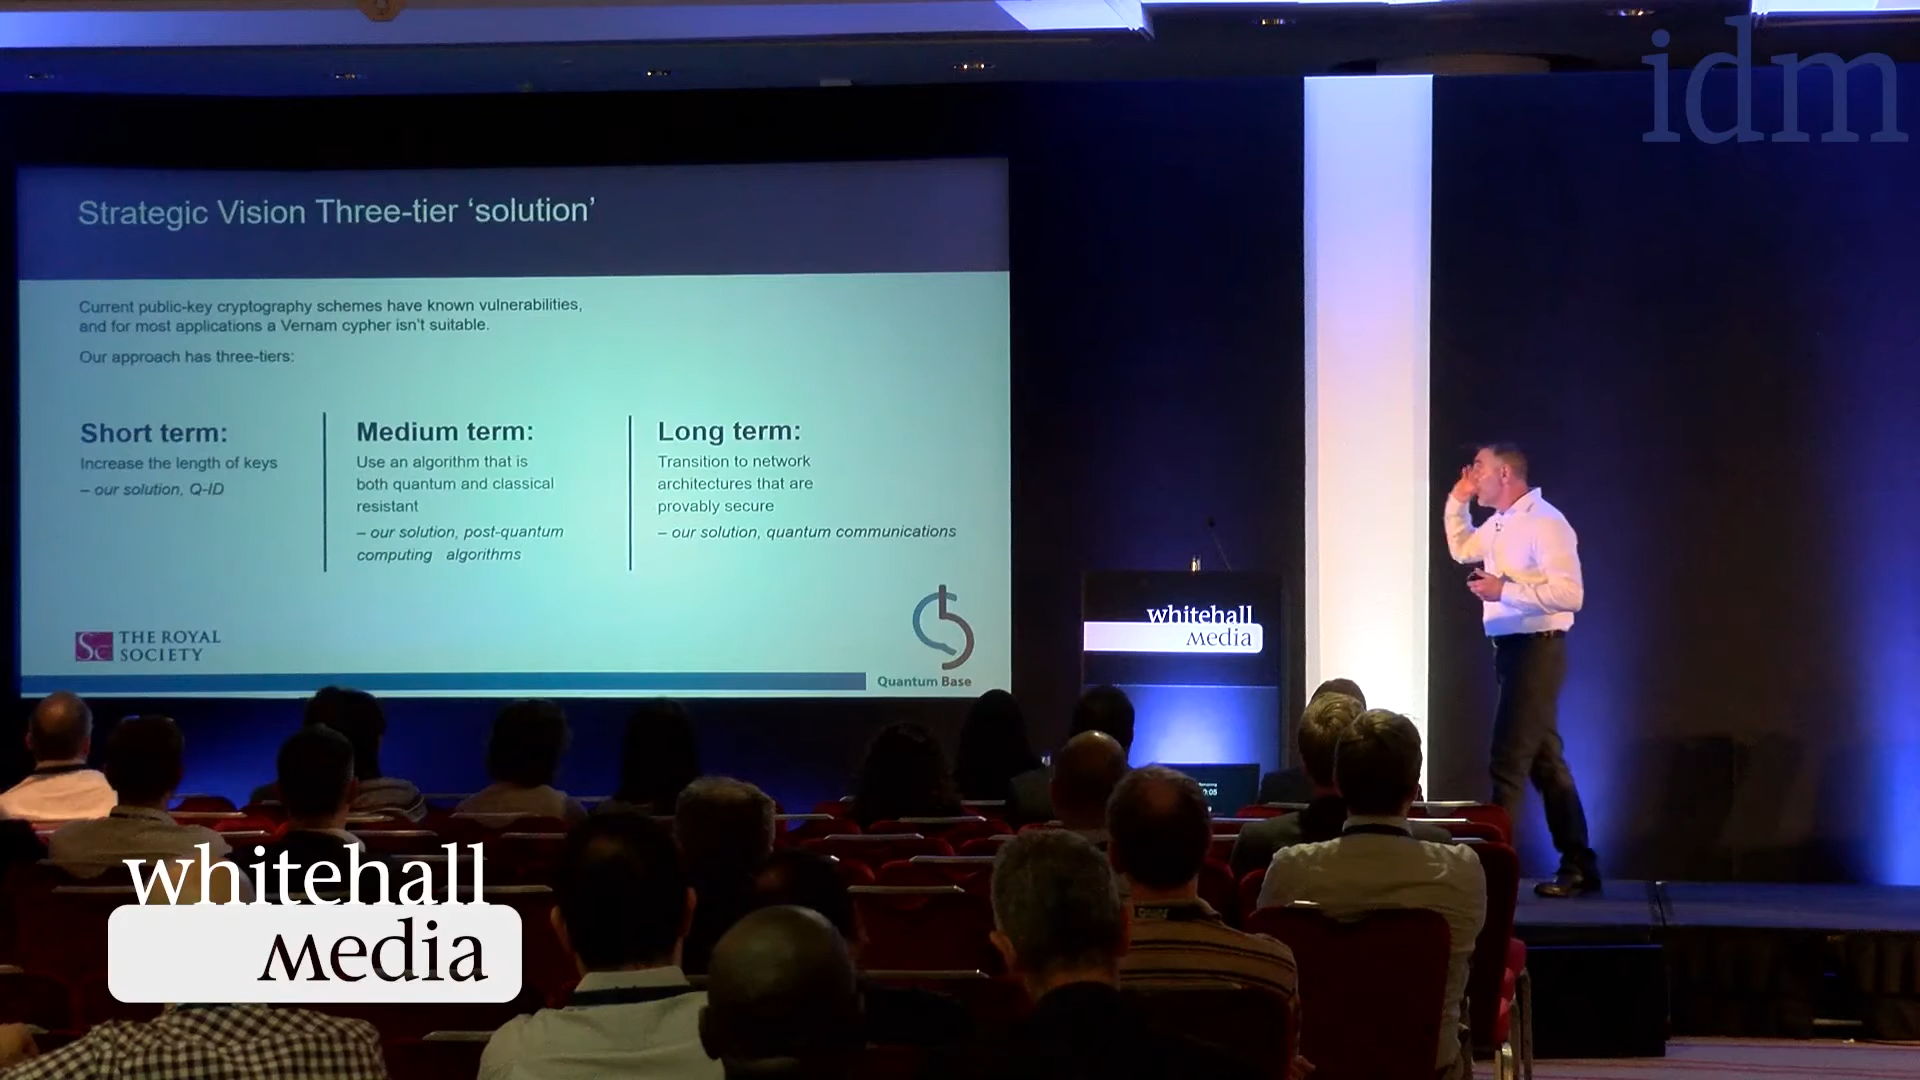 idm
Strategic Vision Three-tier ‘solution’
Current public-key cryptography schemes have known vulnerabilities,
and for most applications a Vernam cypher isn't suitable.
Our approach has three-tiers:
Short term:
Increase the length of keys
– our solution, Q-ID
Medium term:
Use an algorithm that is
both quantum and classical
resistant
– our solution, post-quantum
computing algorithms
Long term:
Transition to network
architectures that are
provably secure
– our solution, quantum communications
THE ROYAL
SOCIETY
Quantum Base
whitehall
Media
whitehall
Media